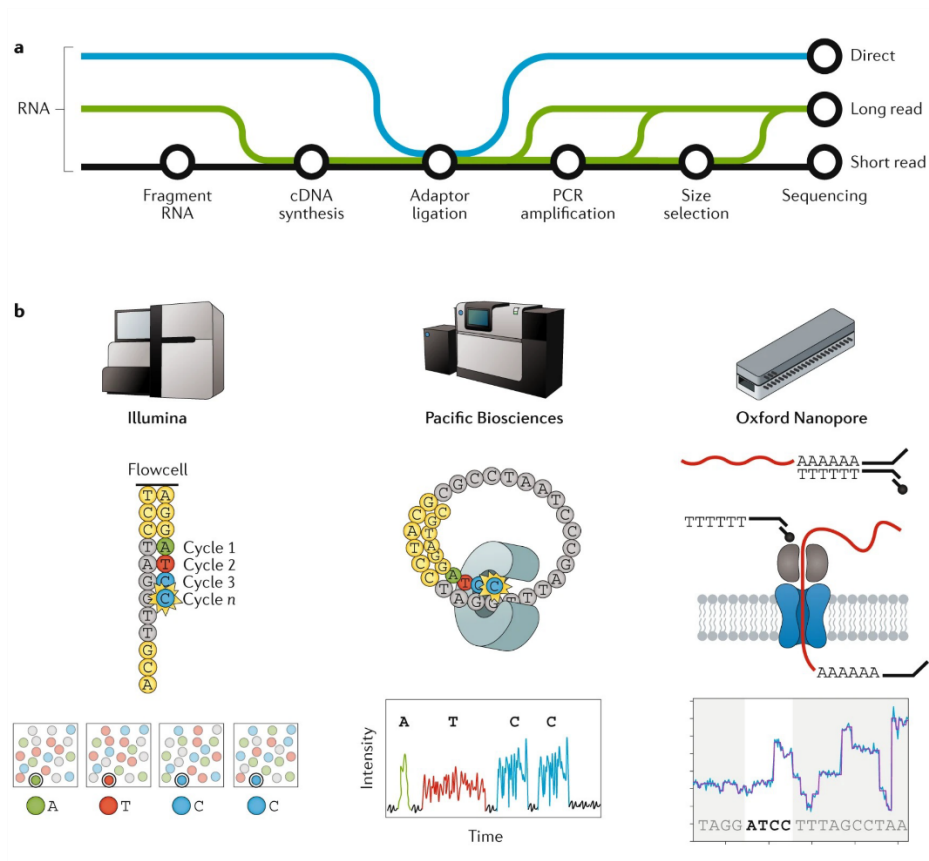 a
RNA
Direct
Long read
Short read
Fragment RNA
cDNA synthesis
Adaptor ligation
PCR amplification
Size selection
Sequencing
b
Illumina
Pacific Biosciences
Oxford Nanopore
Flowcell
T A
C G
C G
T A Cycle 1
A T Cycle 2
G C Cycle 3
C Cycle n
T
T
G
C
A
CGCCTAATCCCGA
ATCC
AAAAAA
TTTTTT
TTTTTT
AAAAAA
A
T
C
C
Intensity
A T C C
Time
TAGG ATCC TTTAGCCTAA